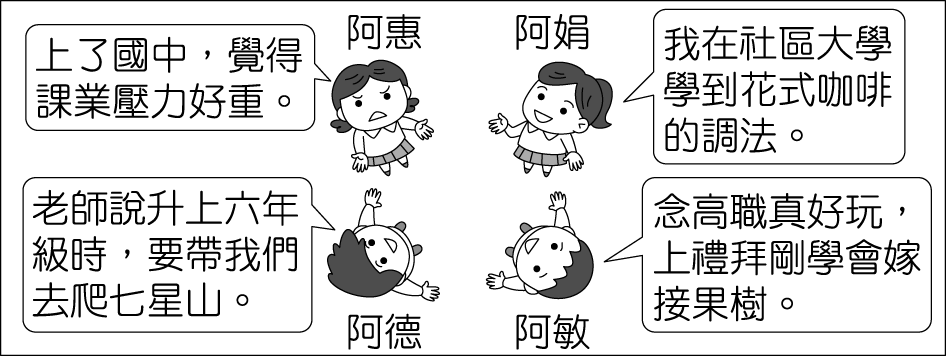 阿惠
上了國中，覺得
課業壓力好重。
阿娟
我在社區大學
學到花式咖啡
的調法。
老師說升上六年
級時，要帶我們
去爬七星山。
阿德
念高職真好玩，
上禮拜剛學會嫁
接果樹。
阿敏